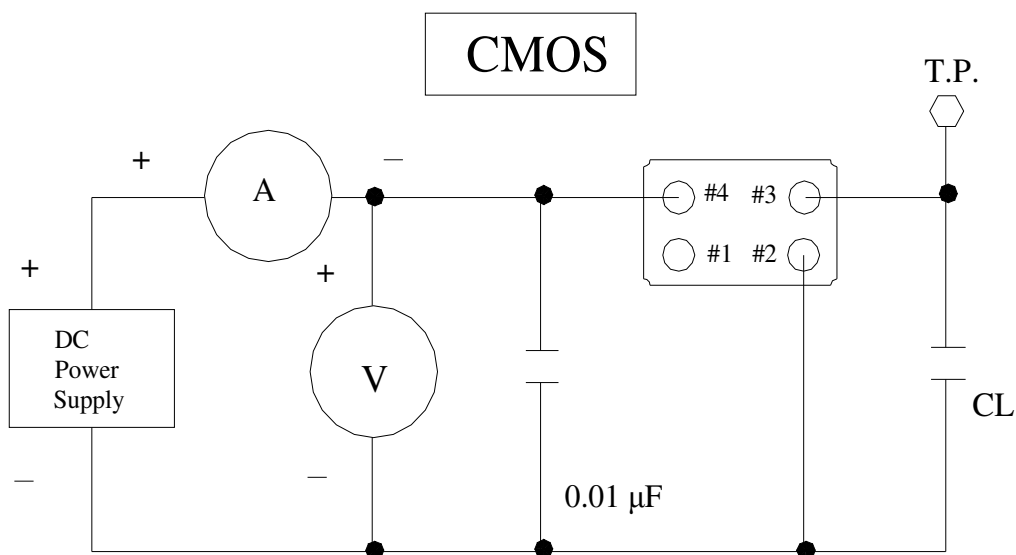 CMOS
T.P.
+
A
–
#4 #3
#1 #2
+
+
DC
Power
Supply
V
CL
–
–
0.01 μF